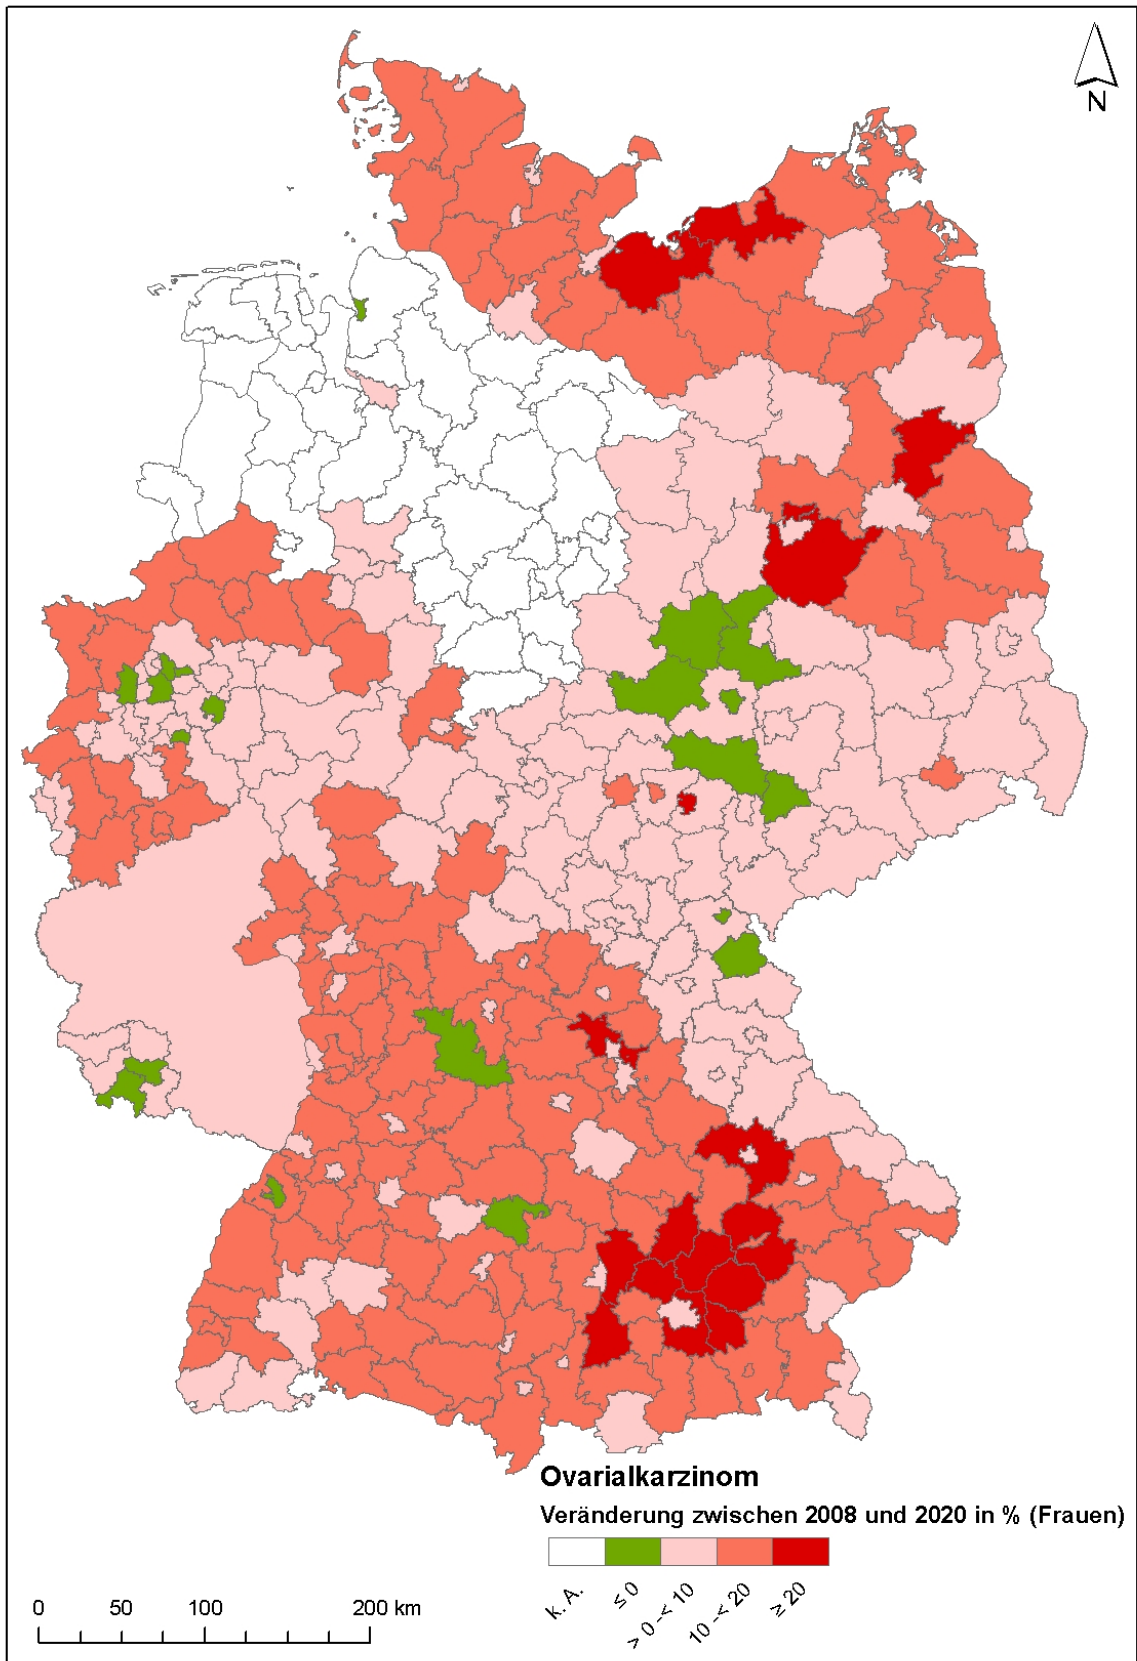 N
Ovarialkarzinom
Veränderung zwischen 2008 und 2020 in % (Frauen)
k. A.
≤ 0
> 0 -< 10
10 -< 20
≥ 20
0 50 100 200 km